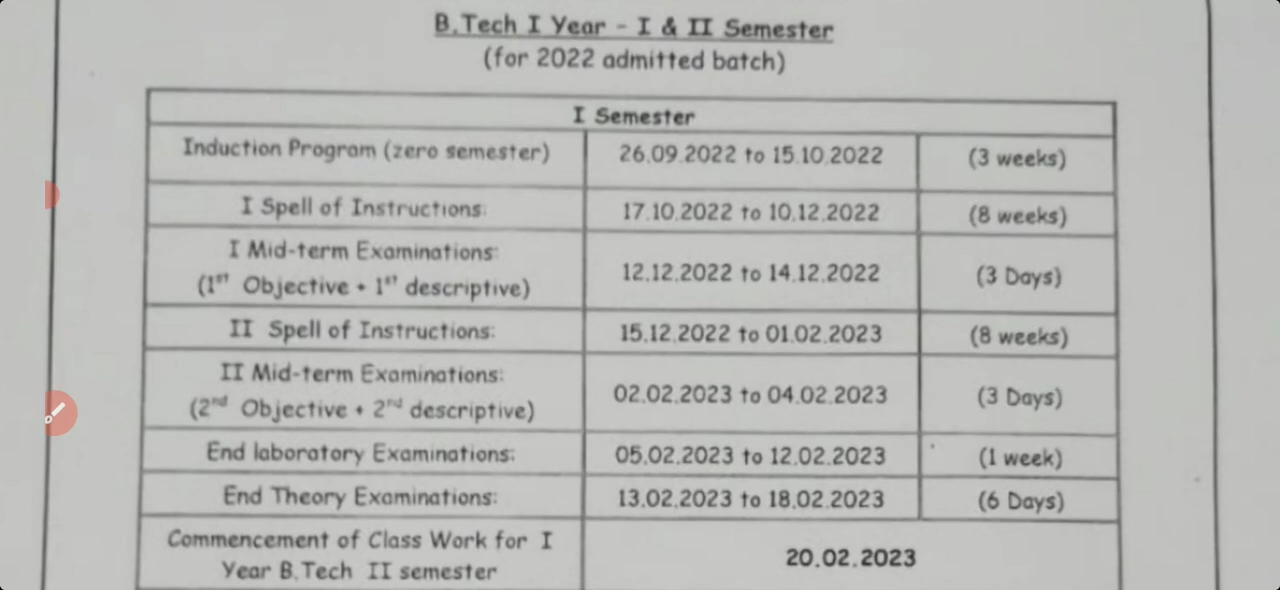 B.Tech I Year - I & II Semester
(for 2022 admitted batch)
I Semester
Induction Program (zero semester) 26.09.2022 to 15.10.2022 (3 weeks)
I Spell of Instructions: 17.10.2022 to 10.12.2022 (8 weeks)
I Mid-term Examinations:
(1st Objective + 1st descriptive) 12.12.2022 to 14.12.2022 (3 Days)
II Spell of Instructions: 15.12.2022 to 01.02.2023 (8 weeks)
II Mid-term Examinations:
(2nd Objective + 2nd descriptive) 02.02.2023 to 04.02.2023 (3 Days)
End laboratory Examinations: 05.02.2023 to 12.02.2023 (1 week)
End Theory Examinations: 13.02.2023 to 18.02.2023 (6 Days)
Commencement of Class Work for I
Year B.Tech II semester 20.02.2023